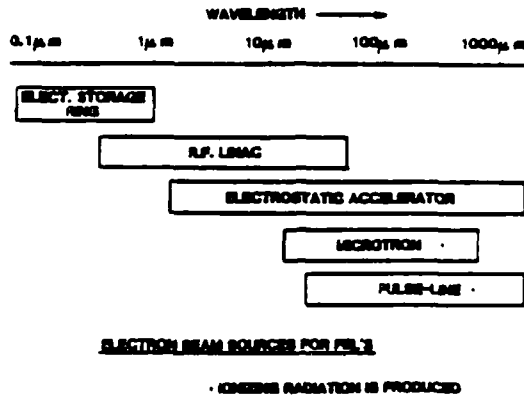 WAVELENGTH
0.1μm 1μm 10μm 100μm 1000μm
ELECT. STORAGE
RING
R.F. LINAC
ELECTROSTATIC ACCELERATOR
MICROTRON ·
PULSE-LINE ·
ELECTRON BEAM SOURCES FOR FEL'S
· IONIZING RADIATION IS PRODUCED